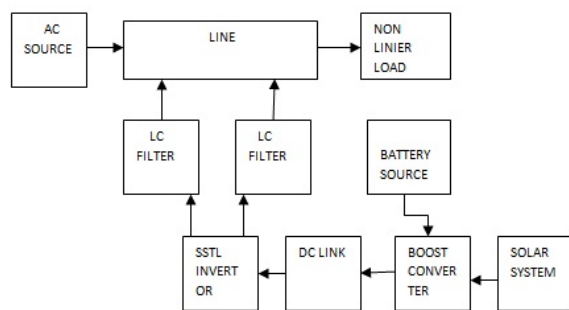 AC
SOURCE
LINE
NON
LINIER
LOAD
LC
FILTER
LC
FILTER
BATTERY
SOURCE
SSTL
INVERT
OR
DC LINK
BOOST
CONVER
TER
SOLAR
SYSTEM